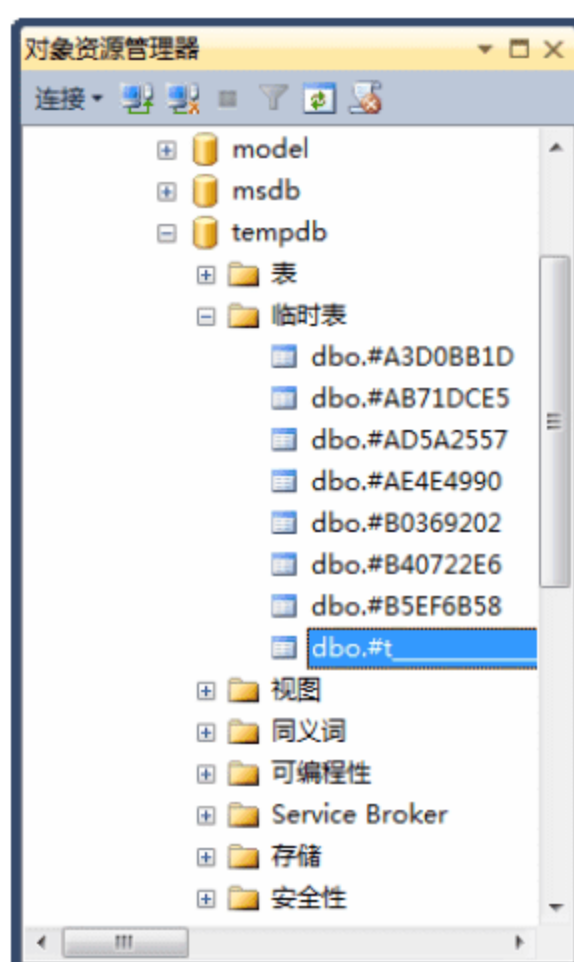 对象资源管理器
连接
model
msdb
tempdb
表
临时表
dbo.#A3D0BB1D
dbo.#AB71DCE5
dbo.#AD5A2557
dbo.#AE4E4990
dbo.#B0369202
dbo.#B40722E6
dbo.#B5EF6B58
dbo.#t__________
视图
同义词
可编程性
Service Broker
存储
安全性